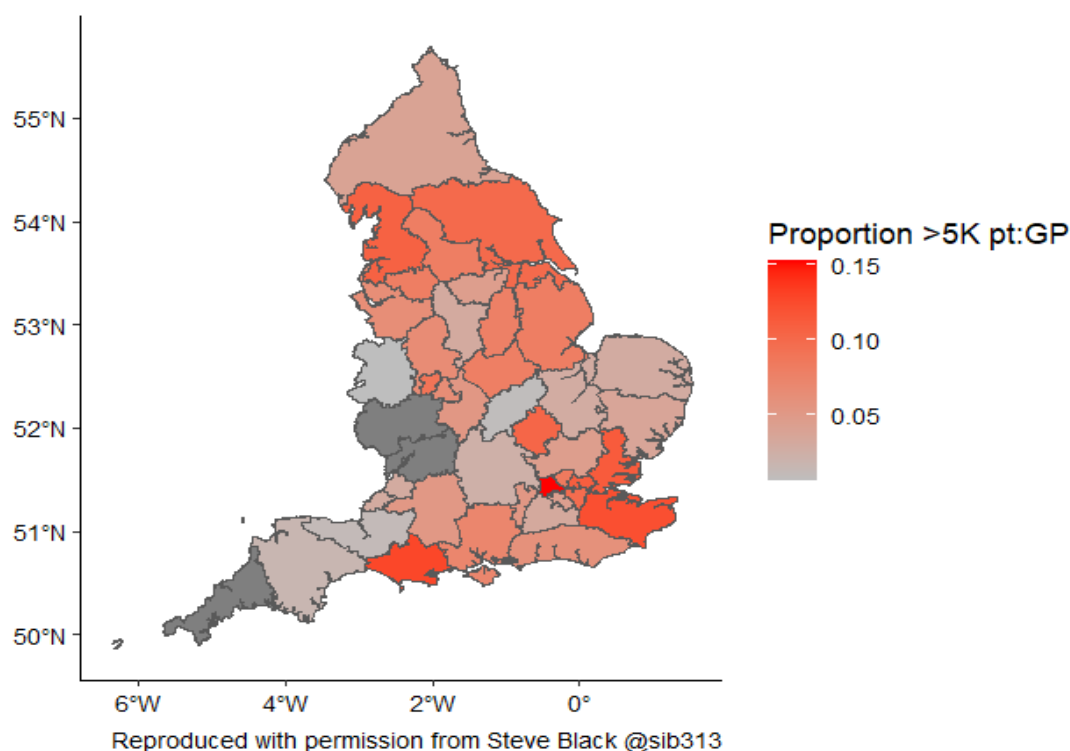 55°N
54°N
53°N
52°N
51°N
50°N
6°W 4°W 2°W 0°
Proportion >5K pt:GP
0.15
0.10
0.05
Reproduced with permission from Steve Black @sib313